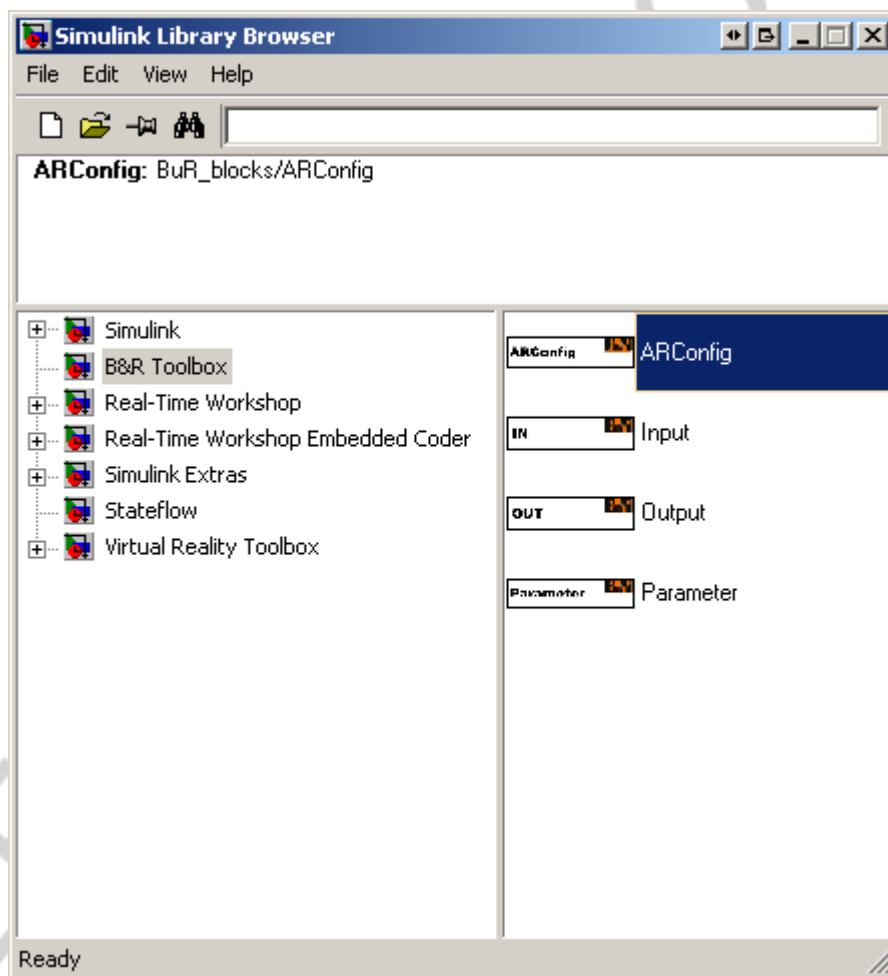 Simulink Library Browser
File Edit View Help
ARConfig: BuR_blocks/ARConfig
Simulink
B&R Toolbox
Real-Time Workshop
Real-Time Workshop Embedded Coder
Simulink Extras
Stateflow
Virtual Reality Toolbox
ARConfig ARConfig
IN Input
OUT Output
Parameter Parameter
Ready